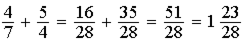 4/7 + 5/4 = 16/28 + 35/28 = 51/28 = 1 23/28